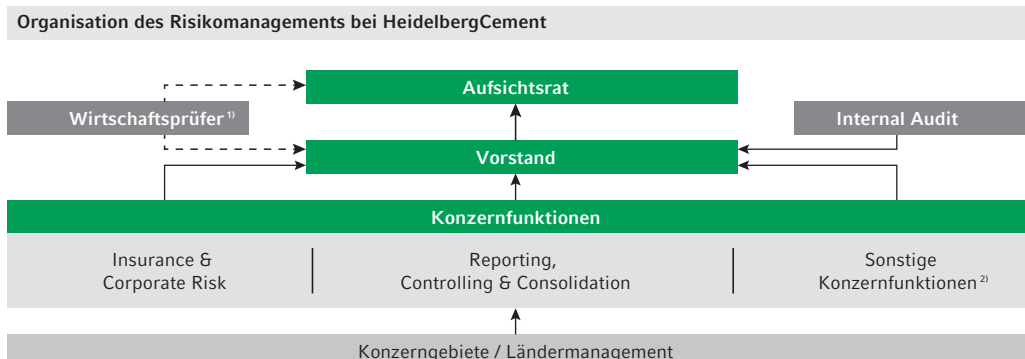 Organisation des Risikomanagements bei HeidelbergCement
Aufsichtsrat
Wirtschaftsprüfer 1)
Internal Audit
Vorstand
Konzernfunktionen
Insurance &
Corporate Risk
Reporting,
Controlling & Consolidation
Sonstige
Konzernfunktionen 2)
Konzerngebiete / Ländermanagement